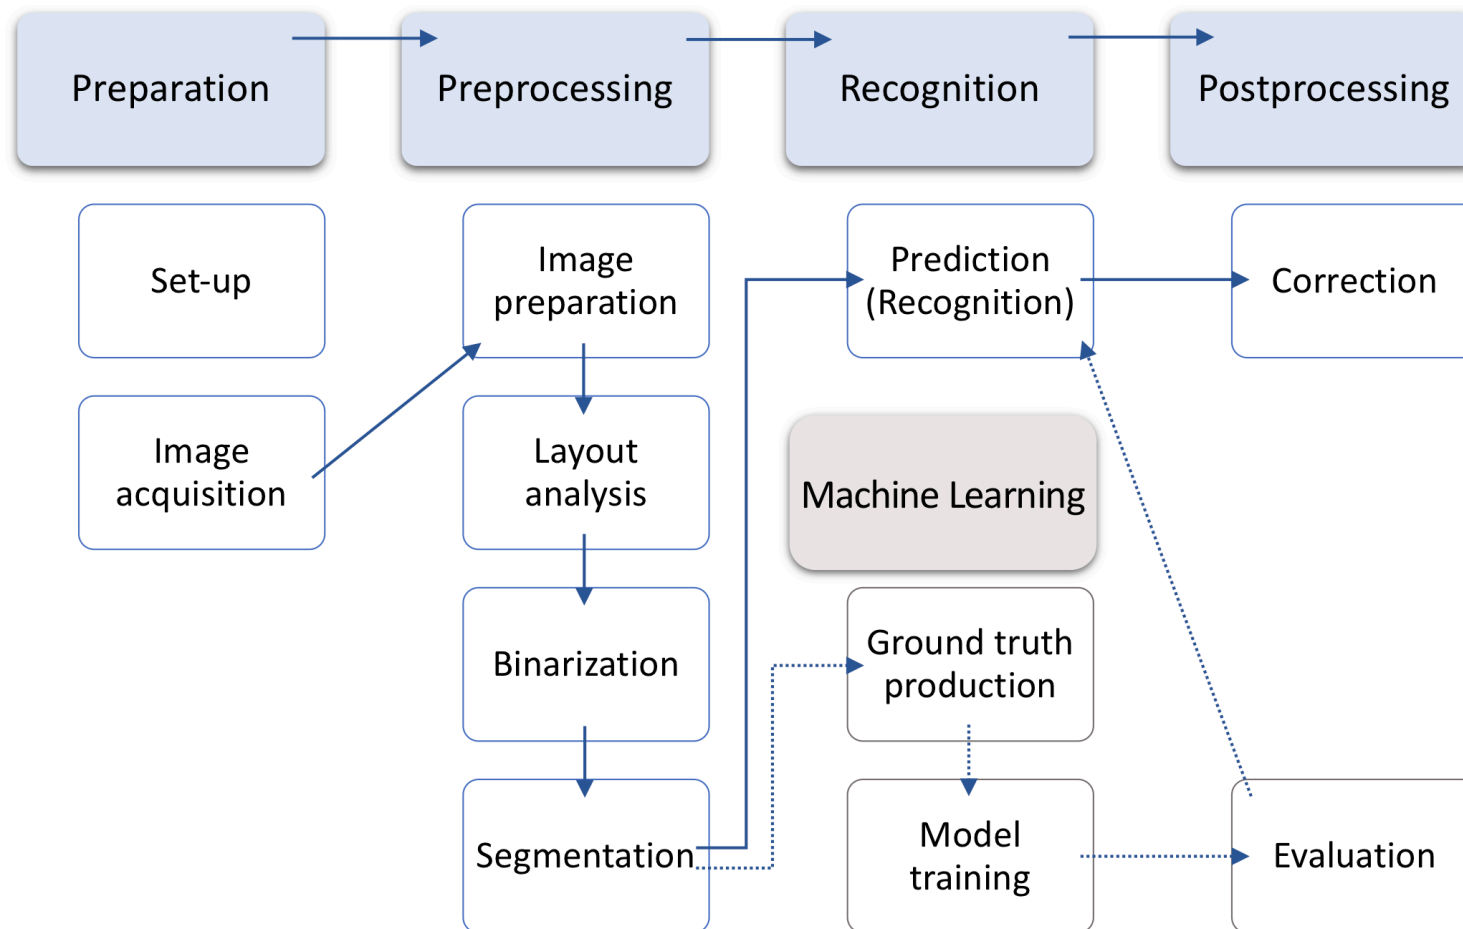 Preparation
Preprocessing
Recognition
Postprocessing
Set-up
Image
preparation
Prediction
(Recognition)
Correction
Image
acquisition
Layout
analysis
Machine Learning
Binarization
Ground truth
production
Segmentation
Model
training
Evaluation